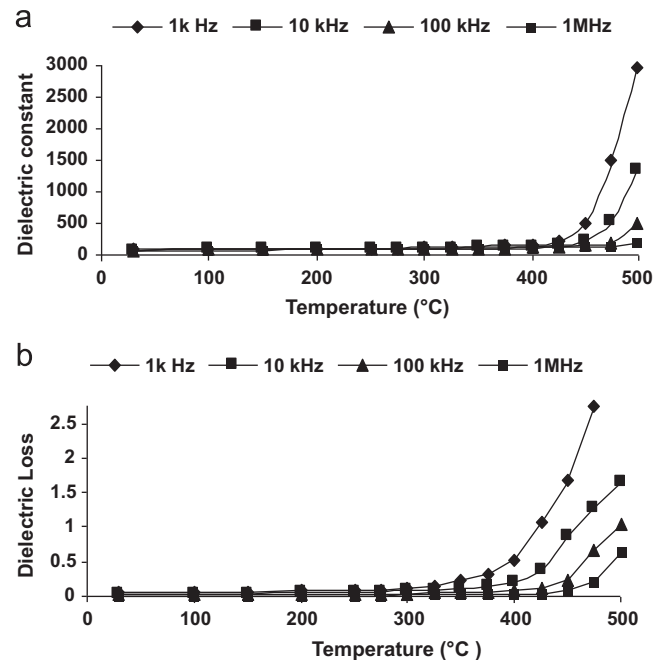 a
1k Hz 10 kHz 100 kHz 1MHz
3000
2500
2000
1500
1000
500
0
Dielectric constant
0 100 200 300 400 500
Temperature (°C)
b
1k Hz 10 kHz 100 kHz 1MHz
2.5
2
1.5
1
0.5
0
Dielectric Loss
0 100 200 300 400 500
Temperature (°C )